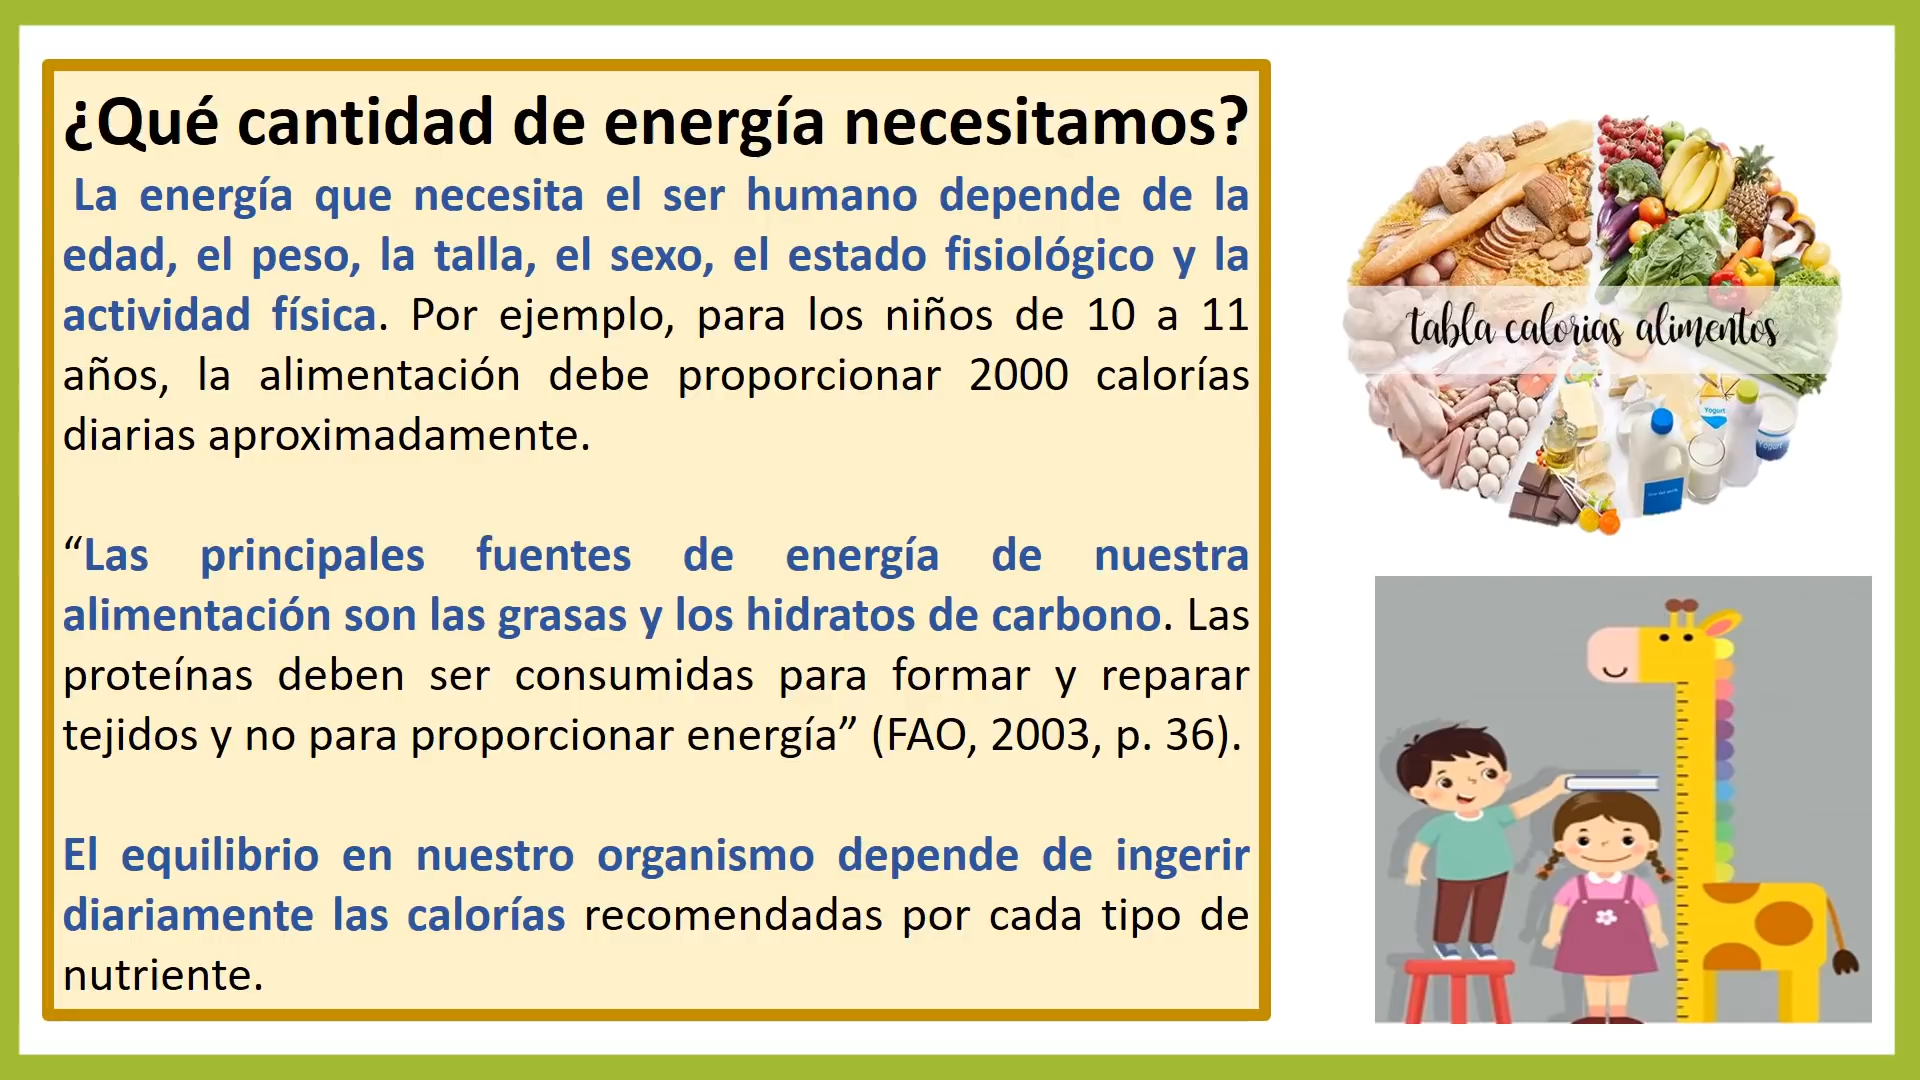 ¿Qué cantidad de energía necesitamos?
La energía que necesita el ser humano depende de la
edad, el peso, la talla, el sexo, el estado fisiológico y la
actividad física. Por ejemplo, para los niños de 10 a 11
años, la alimentación debe proporcionar 2000 calorías
diarias aproximadamente.
“Las principales fuentes de energía de nuestra
alimentación son las grasas y los hidratos de carbono. Las
proteínas deben ser consumidas para formar y reparar
tejidos y no para proporcionar energía” (FAO, 2003, p. 36).
El equilibrio en nuestro organismo depende de ingerir
diariamente las calorías recomendadas por cada tipo de
nutriente.
tabla calorias alimentos
Yogurt
Yogurt